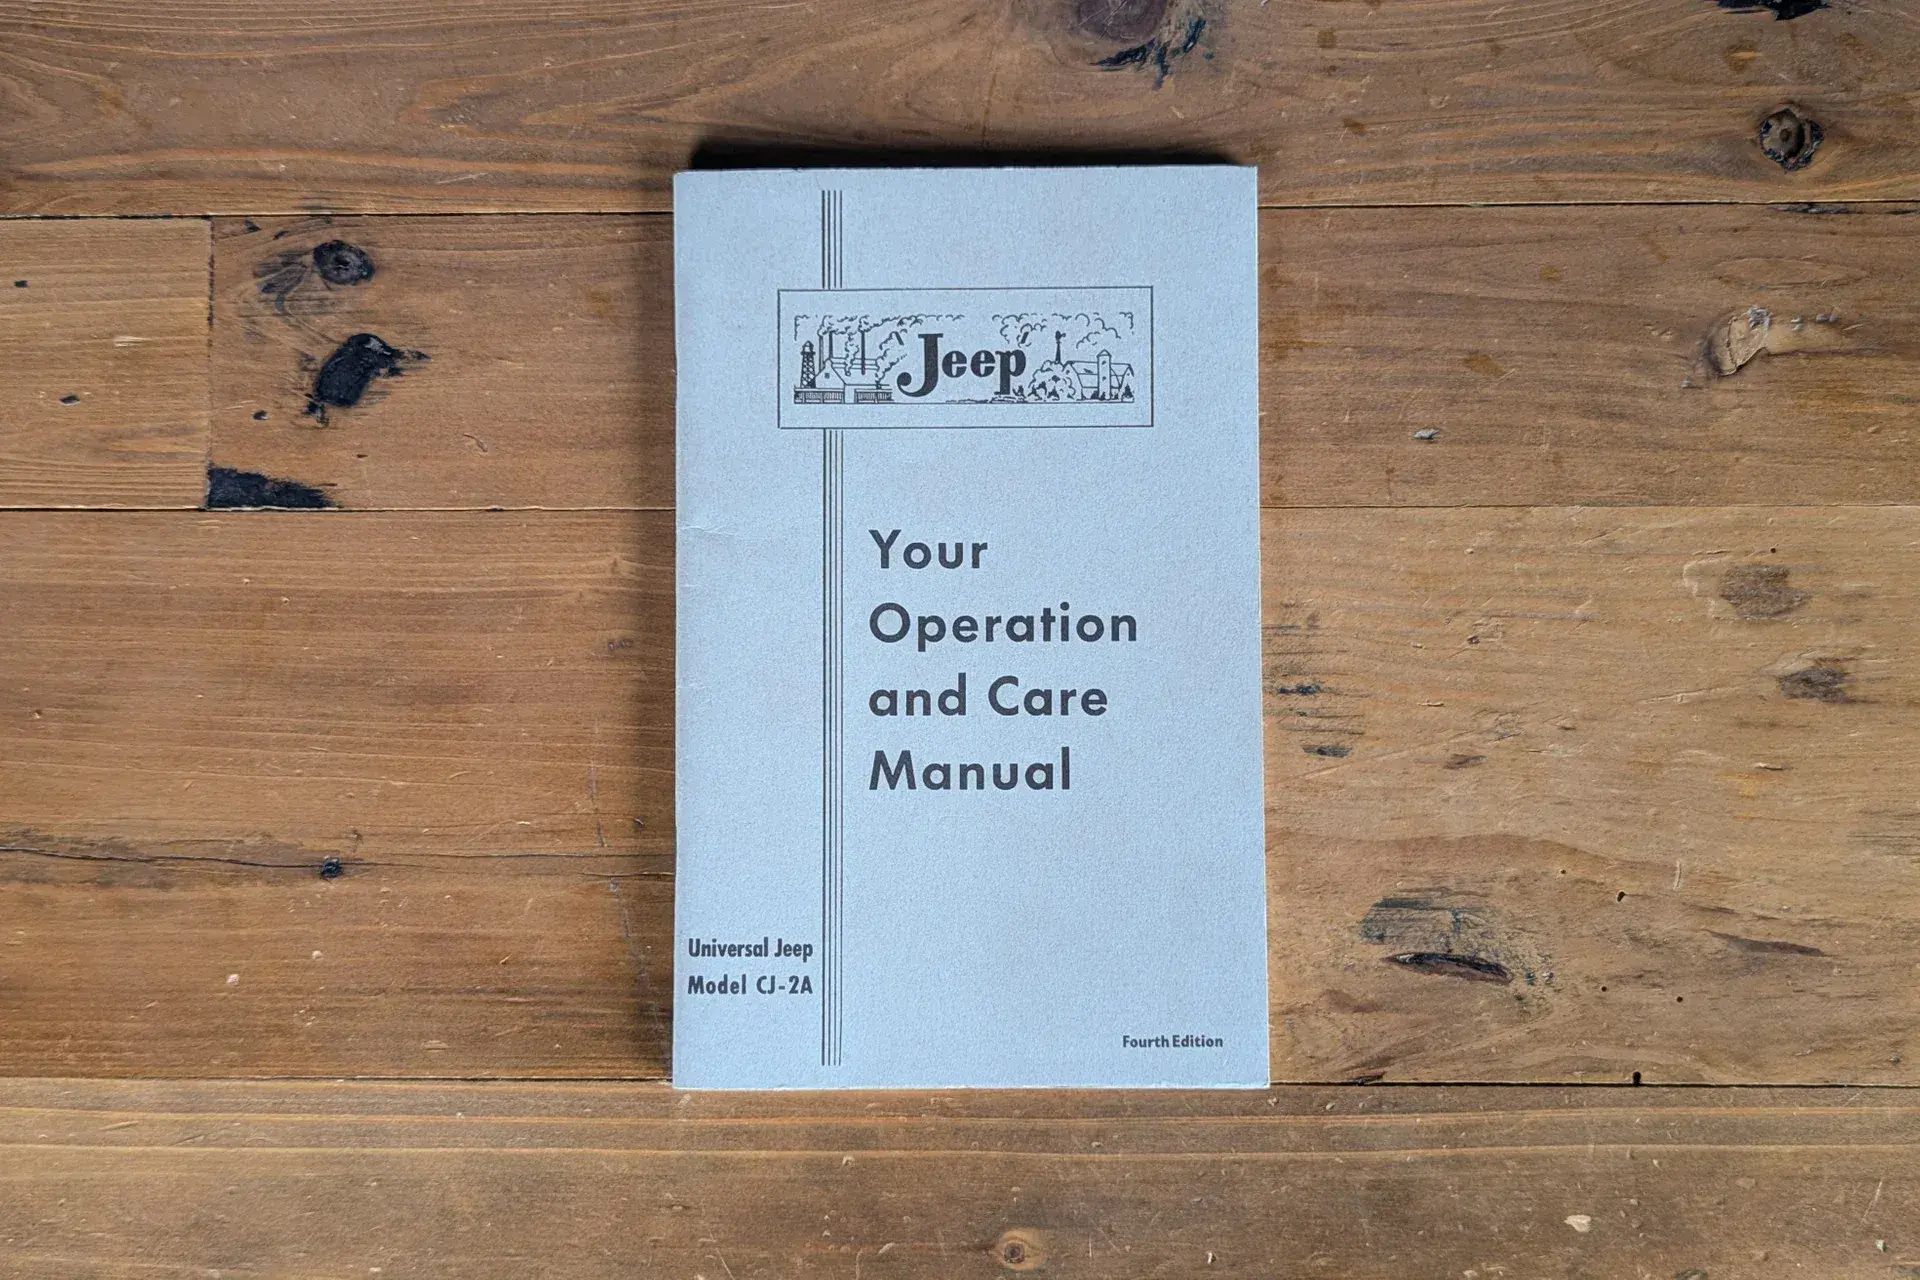 'Jeep'
Your
Operation
and Care
Manual
Universal Jeep
Model CJ-2A
Fourth Edition